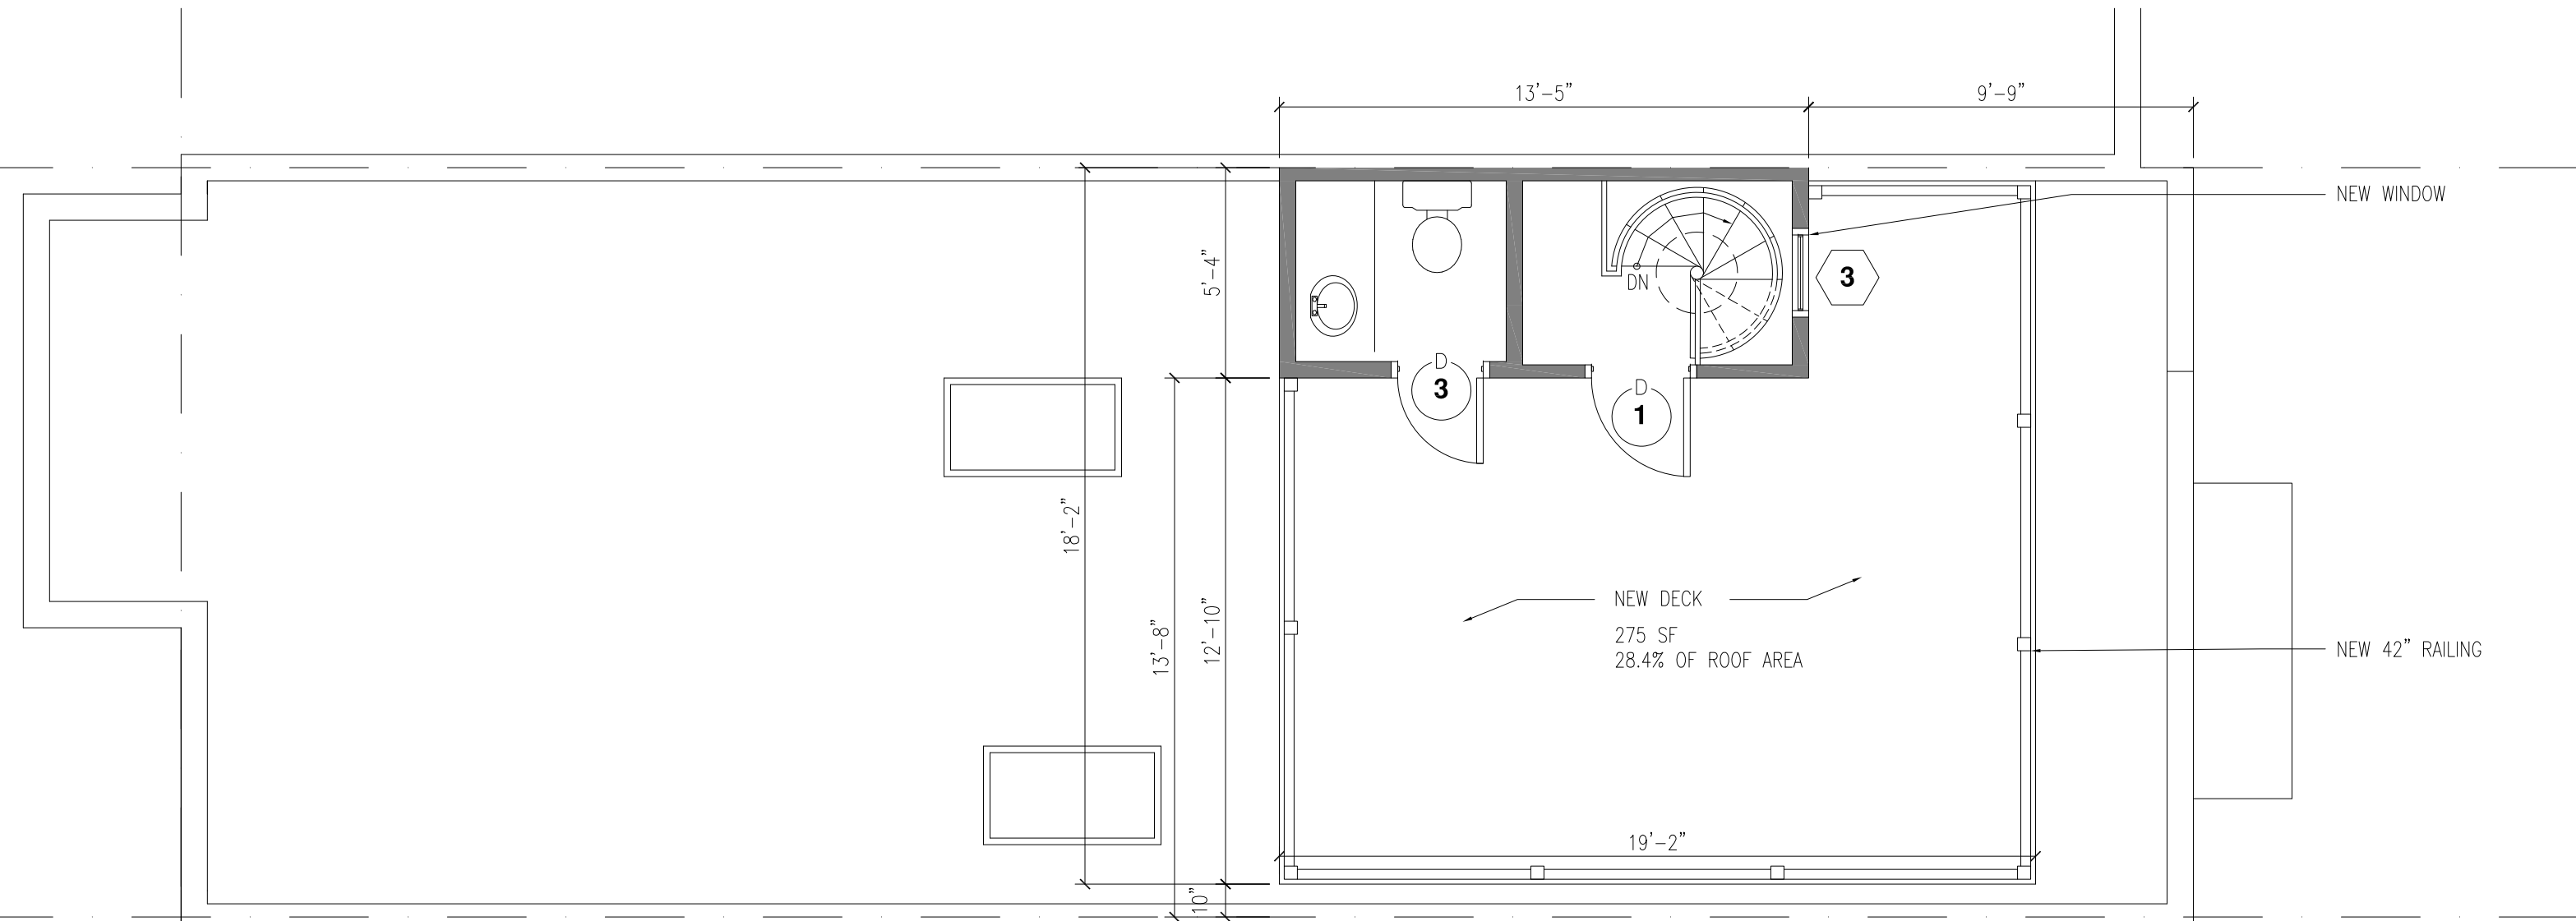 13'-5"
9'-9"
NEW WINDOW
5'-4"
DN
3
D
3
D
1
18'-2"
13'-8"
12'-10"
NEW DECK
275 SF
28.4% OF ROOF AREA
NEW 42" RAILING
19'-2"
10"